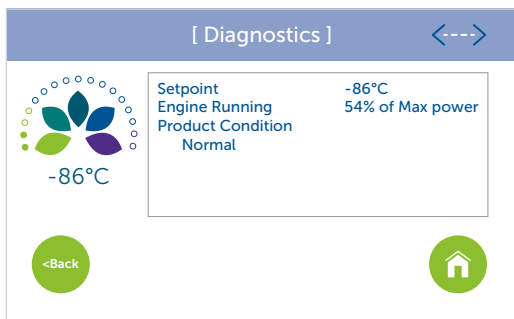 [ Diagnostics ]
Setpoint -86°C
Engine Running 54% of Max power
Product Condition
Normal
-86°C
<Back